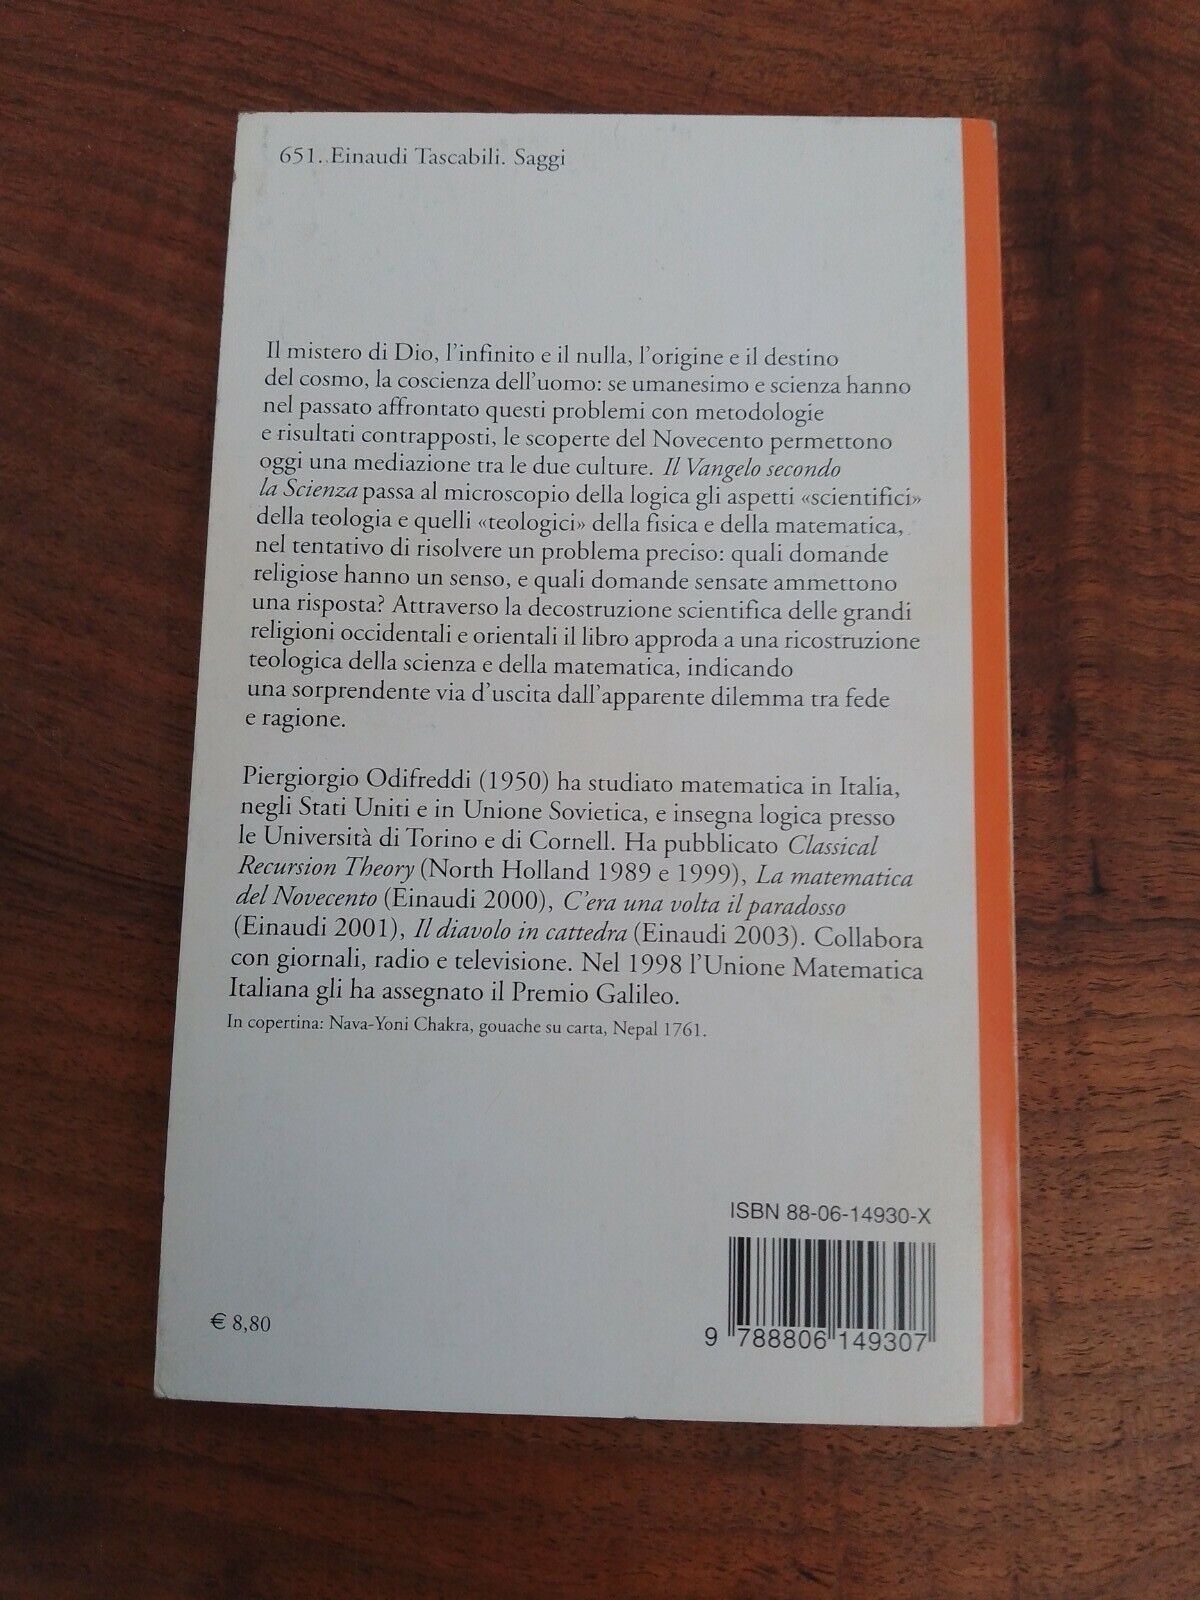 651. Einaudi Tascabili. Saggi
Il mistero di Dio, l'infinito e il nulla, l'origine e il destino
del cosmo, la coscienza dell'uomo: se umanesimo e scienza hanno
nel passato affrontato questi problemi con metodologie
e risultati contrapposti, le scoperte del Novecento permettono
oggi una mediazione tra le due culture. Il Vangelo secondo
la Scienza passa al microscopio della logica gli aspetti «scientifici»
della teologia e quelli «teologici» della fisica e della matematica,
nel tentativo di risolvere un problema preciso: quali domande
religiose hanno un senso, e quali domande sensate ammettono
una risposta? Attraverso la decostruzione scientifica delle grandi
religioni occidentali e orientali il libro approda a una ricostruzione
teologica della scienza e della matematica, indicando
una sorprendente via d'uscita dall'apparente dilemma tra fede
e ragione.
Piergiorgio Odifreddi (1950) ha studiato matematica in Italia,
negli Stati Uniti e in Unione Sovietica, e insegna logica presso
le Università di Torino e di Cornell. Ha pubblicato Classical
Recursion Theory (North Holland 1989 e 1999), La matematica
del Novecento (Einaudi 2000), C'era una volta il paradosso
(Einaudi 2001), Il diavolo in cattedra (Einaudi 2003). Collabora
con giornali, radio e televisione. Nel 1998 l'Unione Matematica
Italiana gli ha assegnato il Premio Galileo.
In copertina: Nava-Yoni Chakra, gouache su carta, Nepal 1761.
ISBN 88-06-14930-X
€ 8,80
9 788806 149307